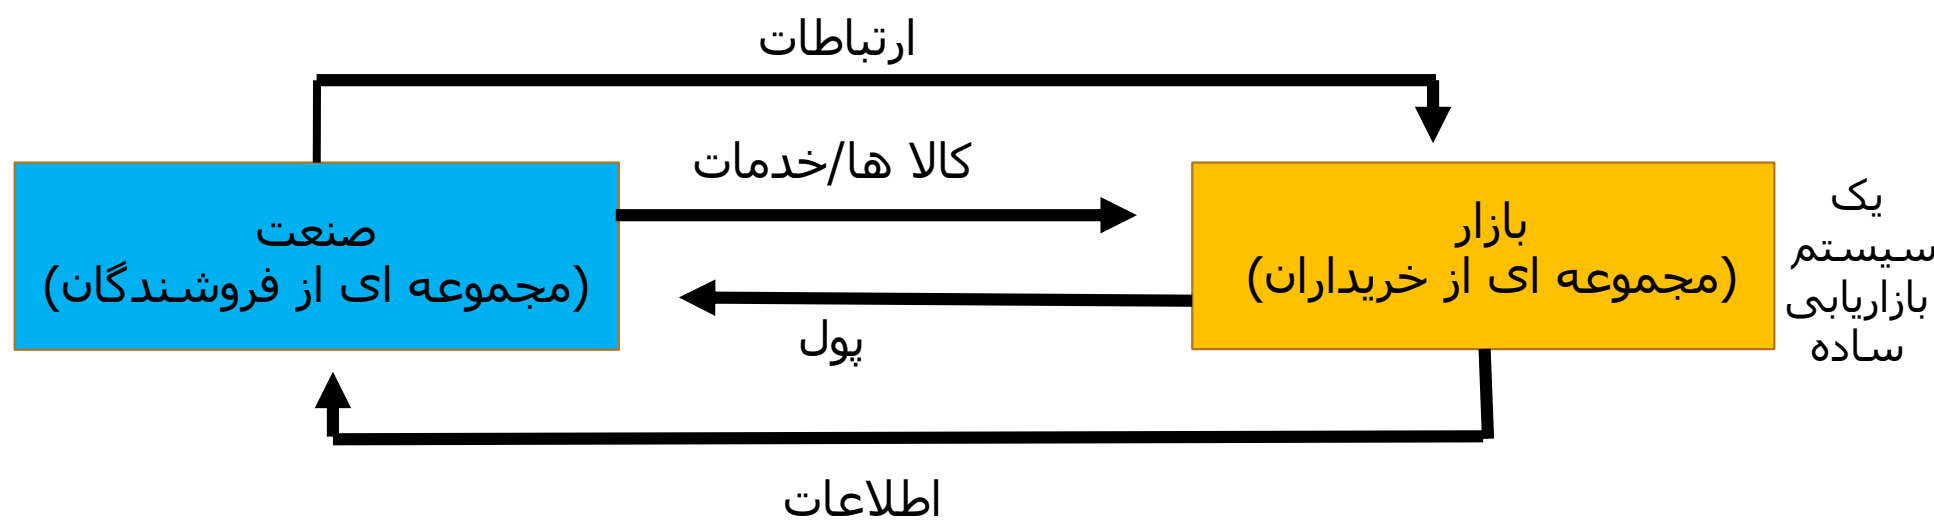 ارتباطات
کالا ها/خدمات
صنعت
(مجموعه ای از فروشندگان)
بازار
(مجموعه ای از خریداران)
یک
سیستم
بازاریابی
ساده
پول
اطلاعات